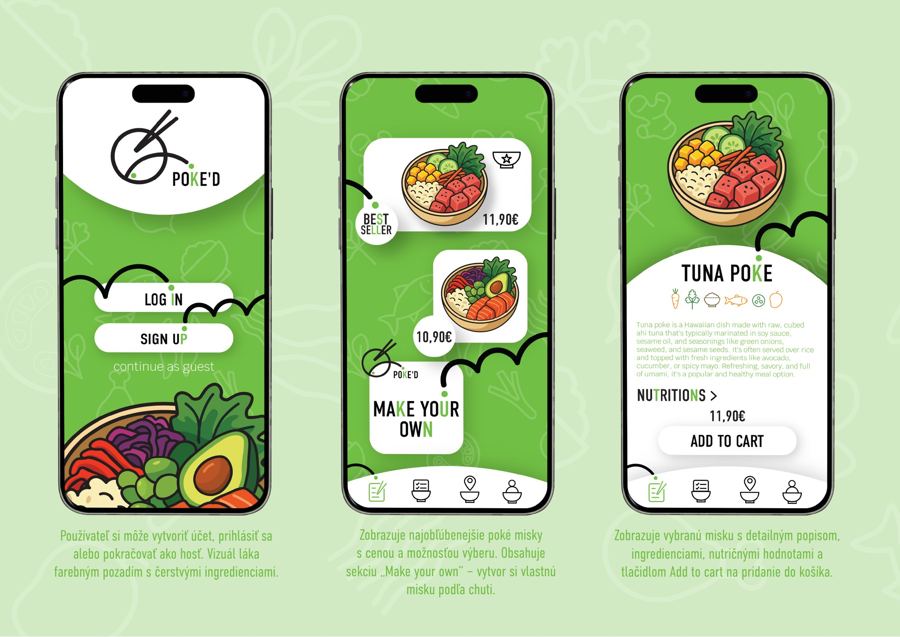 POKE'D
LOG IN
SIGN UP
continue as guest
BEST
SELLER
11,90€
10,90€
POKE'D
MAKE YOUR
OWN
TUNA POKE
Tuna poke is a Hawaiian dish made with raw, cubed
ahi tuna that's typically marinated in soy sauce,
sesame oil, and seasonings like green onions,
seaweed, and sesame seeds. It's often served over rice
and topped with fresh ingredients like avocado,
cucumber, or spicy mayo. Refreshing, savory, and full
of umami, it's a popular and healthy meal option.
NUTRITIONS >
11,90€
ADD TO CART
Používateľ si môže vytvoriť účet, prihlásiť sa
alebo pokračovať ako hosť. Vizuál láka
farebným pozadím s čerstvými ingredienciami.
Zobrazuje najobľúbenejšie poké misky
s cenou a možnosťou výberu. Obsahuje
sekciu „Make your own" – vytvor si vlastnú
misku podľa chuti.
Zobrazuje vybranú misku s detailným popisom,
ingredienciami, nutričnými hodnotami a
tlačidlom Add to cart na pridanie do košíka.